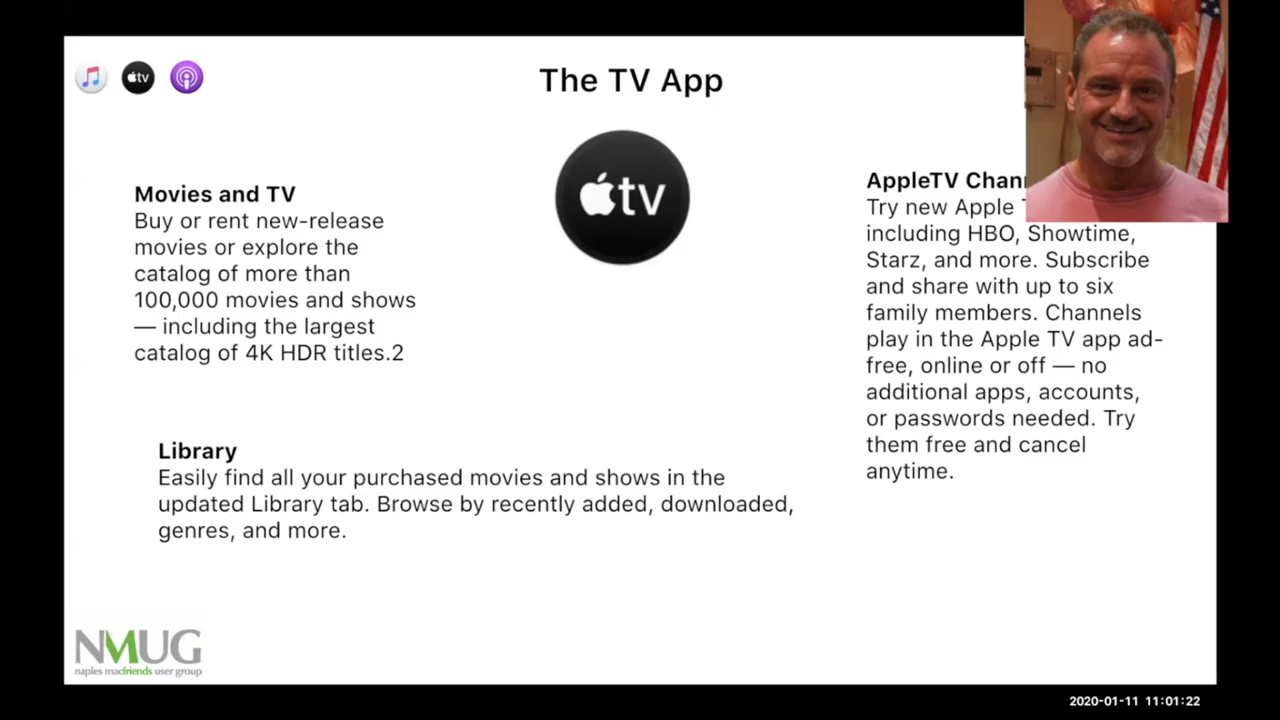 The TV App
tv
tv
Movies and TV
Buy or rent new-release
movies or explore the
catalog of more than
100,000 movies and shows
— including the largest
catalog of 4K HDR titles.2
AppleTV Chan
Try new Apple
including HBO, Showtime,
Starz, and more. Subscribe
and share with up to six
family members. Channels
play in the Apple TV app ad-
free, online or off — no
additional apps, accounts,
or passwords needed. Try
them free and cancel
anytime.
Library
Easily find all your purchased movies and shows in the
updated Library tab. Browse by recently added, downloaded,
genres, and more.
NMUG
naples macfriends user group
2020-01-11 11:01:22